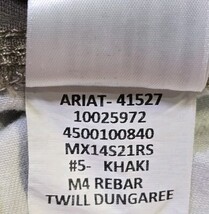 ARIAT- 41527
10025972
4500100840
MX14S21RS
#5- KHAKI
M4 REBAR
TWILL DUNGAREE